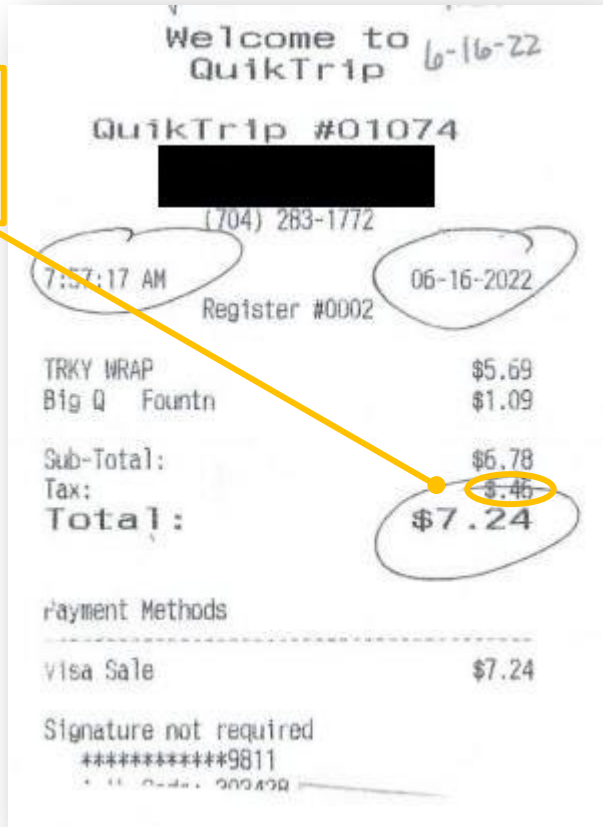 Welcome to
6-16-22
QuikTrip
QuikTrip #01074
(704) 283-1772
7:57:17 AM 06-16-2022
Register #0002
TRKY WRAP $5.69
Big Q Fountn $1.09
Sub-Total: $6.78
Tax: $.46
Total: $7.24
Payment Methods
Visa Sale $7.24
Signature not required
************9811